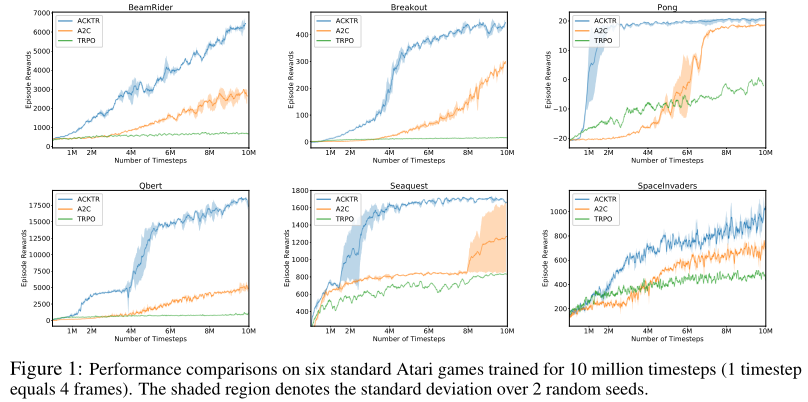 BeamRider
7000
6000
5000
4000
3000
2000
1000
0
Episode Rewards
ACKTR
A2C
TRPO
1M 2M 4M 6M 8M 10M
Number of Timesteps
Breakout
400
300
200
100
0
Episode Rewards
ACKTR
A2C
TRPO
1M 2M 4M 6M 8M 10M
Number of Timesteps
Pong
20
10
0
−10
−20
Episode Rewards
ACKTR
A2C
TRPO
1M 2M 4M 6M 8M 10M
Number of Timesteps
Qbert
17500
15000
12500
10000
7500
5000
2500
0
Episode Rewards
ACKTR
A2C
TRPO
1M 2M 4M 6M 8M 10M
Number of Timesteps
Seaquest
1800
1600
1400
1200
1000
800
600
400
Episode Rewards
ACKTR
A2C
TRPO
1M 2M 4M 6M 8M 10M
Number of Timesteps
SpaceInvaders
1000
800
600
400
200
Episode Rewards
ACKTR
A2C
TRPO
1M 2M 4M 6M 8M 10M
Number of Timesteps
Figure 1: Performance comparisons on six standard Atari games trained for 10 million timesteps (1 timestep
equals 4 frames). The shaded region denotes the standard deviation over 2 random seeds.